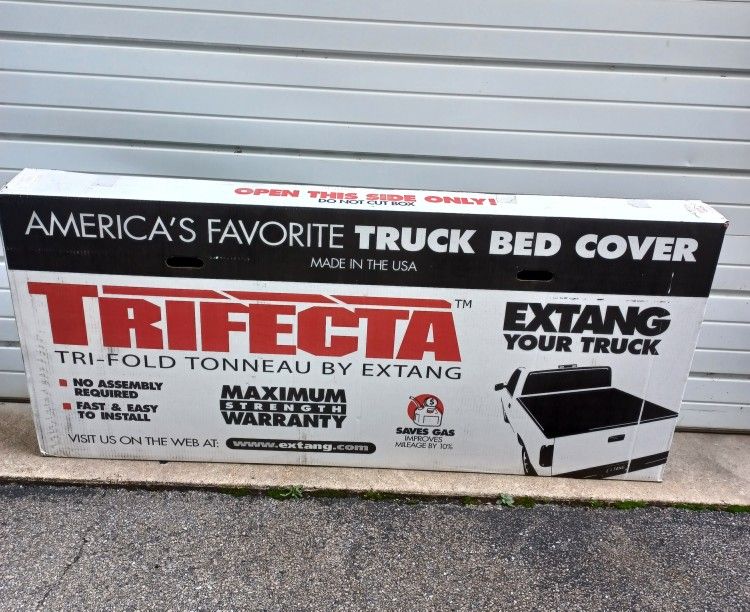 OPEN THIS SIDE ONLY!
DO NOT CUT BOX
AMERICA'S FAVORITE TRUCK BED COVER
MADE IN THE USA
TRIFECTA™
TRI-FOLD TONNEAU BY EXTANG
EXTANG
YOUR TRUCK
NO ASSEMBLY
REQUIRED
FAST & EASY
TO INSTALL
MAXIMUM
STRENGTH
WARRANTY
SAVES GAS
IMPROVES
MILEAGE BY 10%
VISIT US ON THE WEB AT: www.extang.com
EXTANG